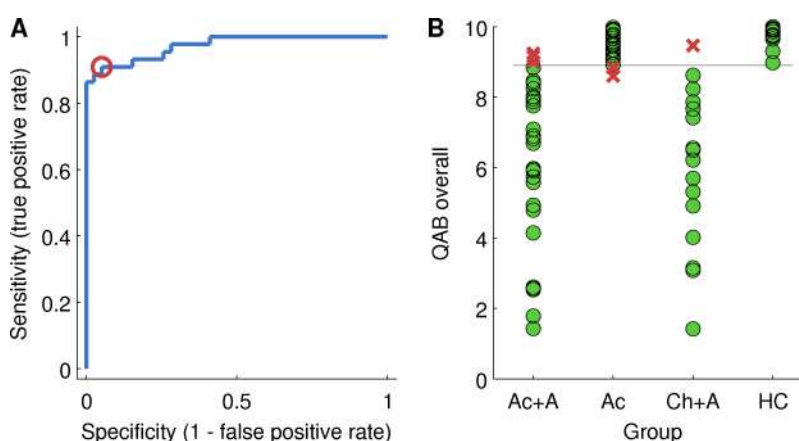 A
1
0.8
0.6
0.4
0.2
0
0 0.5 1
Sensitivity (true positive rate)
Specificity (1 - false positive rate)
B
10
8
6
4
2
0
QAB overall
Ac+A Ac Ch+A HC
Group